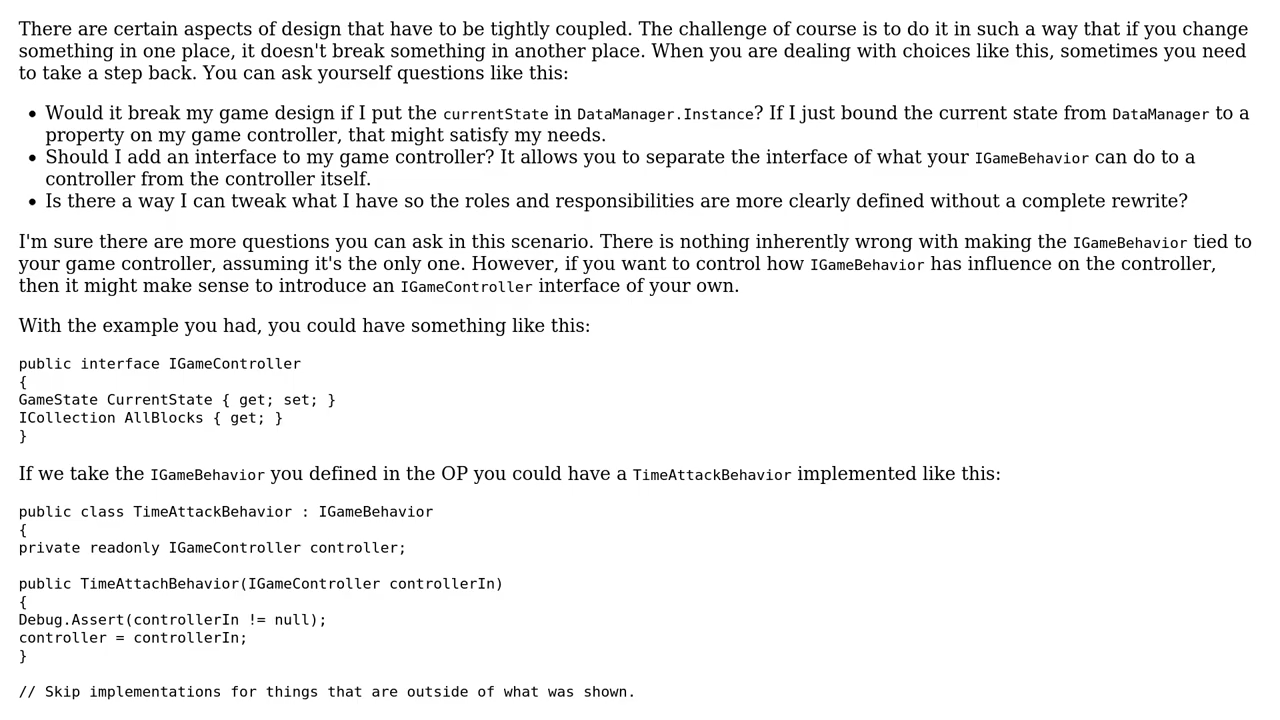 There are certain aspects of design that have to be tightly coupled. The challenge of course is to do it in such a way that if you change
something in one place, it doesn't break something in another place. When you are dealing with choices like this, sometimes you need
to take a step back. You can ask yourself questions like this:
• Would it break my game design if I put the currentState in DataManager.Instance? If I just bound the current state from DataManager to a
property on my game controller, that might satisfy my needs.
• Should I add an interface to my game controller? It allows you to separate the interface of what your IGameBehavior can do to a
controller from the controller itself.
• Is there a way I can tweak what I have so the roles and responsibilities are more clearly defined without a complete rewrite?
I'm sure there are more questions you can ask in this scenario. There is nothing inherently wrong with making the IGameBehavior tied to
your game controller, assuming it's the only one. However, if you want to control how IGameBehavior has influence on the controller,
then it might make sense to introduce an IGameController interface of your own.
With the example you had, you could have something like this:
public interface IGameController
{
GameState CurrentState { get; set; }
ICollection AllBlocks { get; }
}
If we take the IGameBehavior you defined in the OP you could have a TimeAttackBehavior implemented like this:
public class TimeAttackBehavior : IGameBehavior
{
private readonly IGameController controller;
public TimeAttachBehavior(IGameController controllerIn)
{
Debug.Assert(controllerIn != null);
controller = controllerIn;
}
// Skip implementations for things that are outside of what was shown.